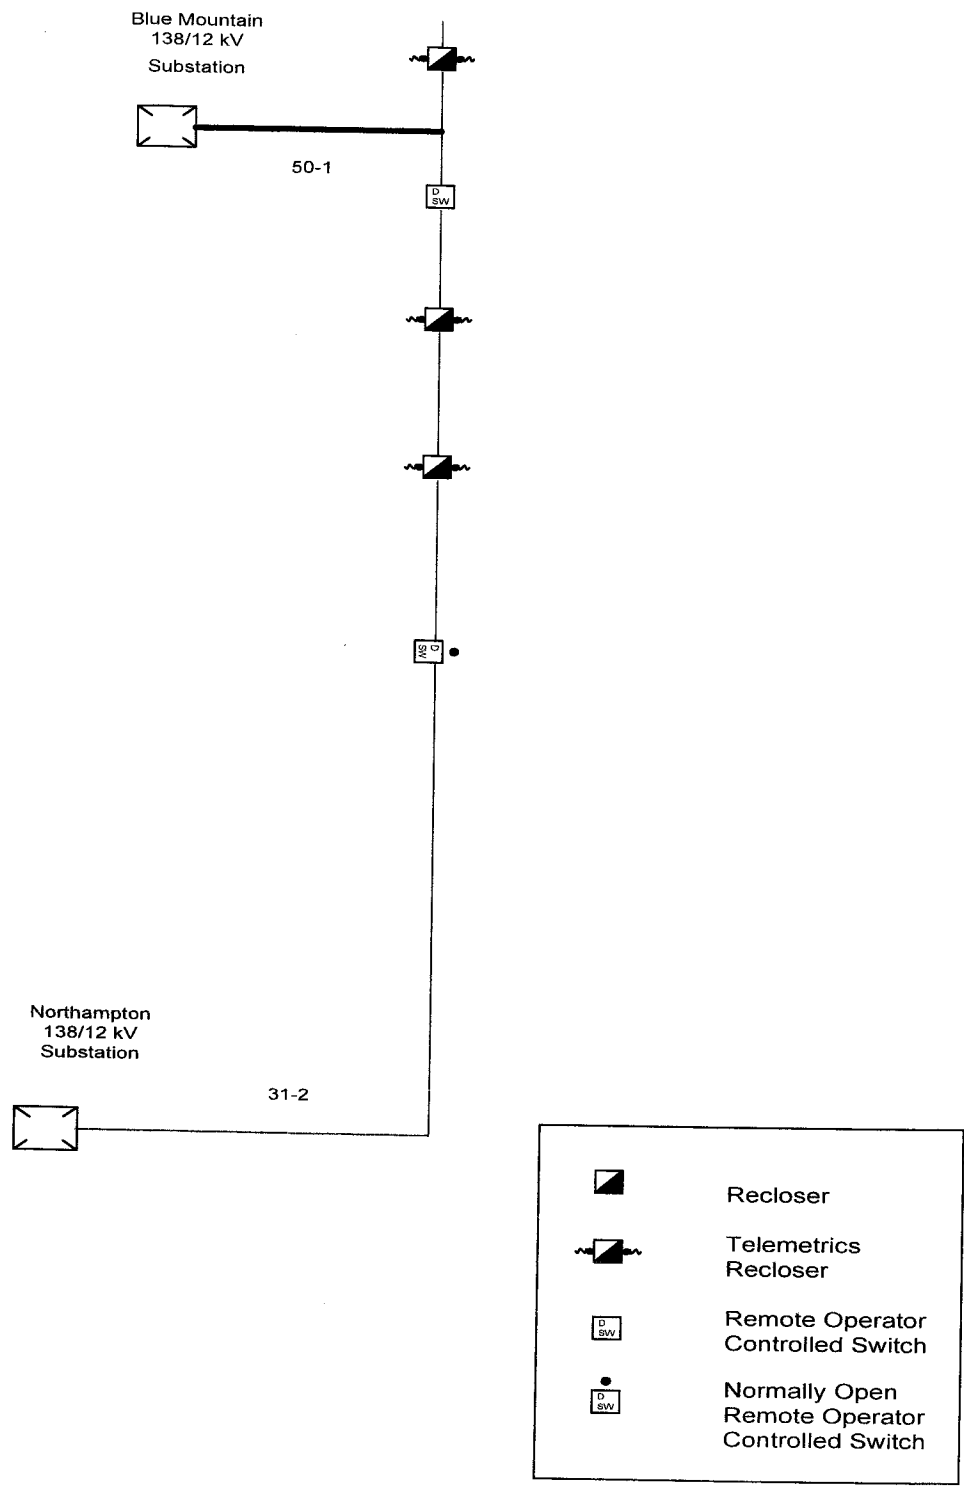 Blue Mountain
138/12 kV
Substation
50-1
D
SW
D
SW
Northampton
138/12 kV
Substation
31-2
Recloser
Telemetrics
Recloser
D
SW
Remote Operator
Controlled Switch
D
SW
Normally Open
Remote Operator
Controlled Switch